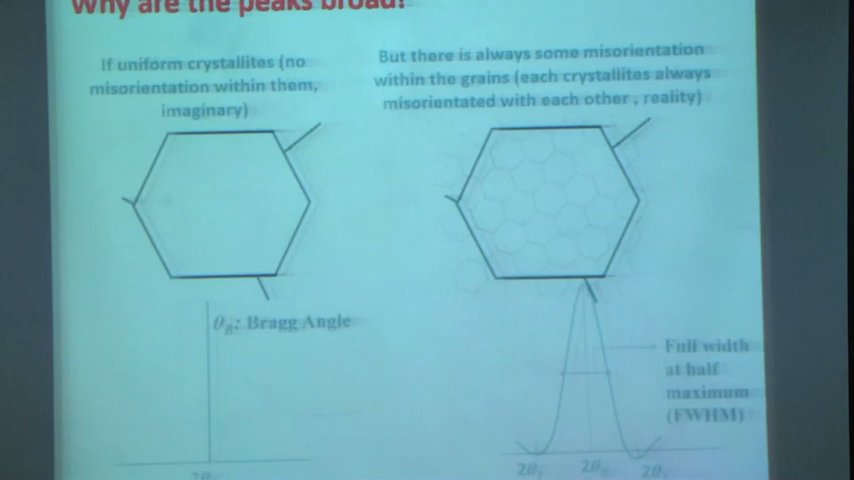 Why are the peaks broad?
If uniform crystallites (no
misorientation within them,
imaginary)
But there is always some misorientation
within the grains (each crystallites always
misorientated with each other , reality)
θB: Bragg Angle
Full width
at half
maximum
(FWHM)
2θ
2θ1 2θB 2θ2